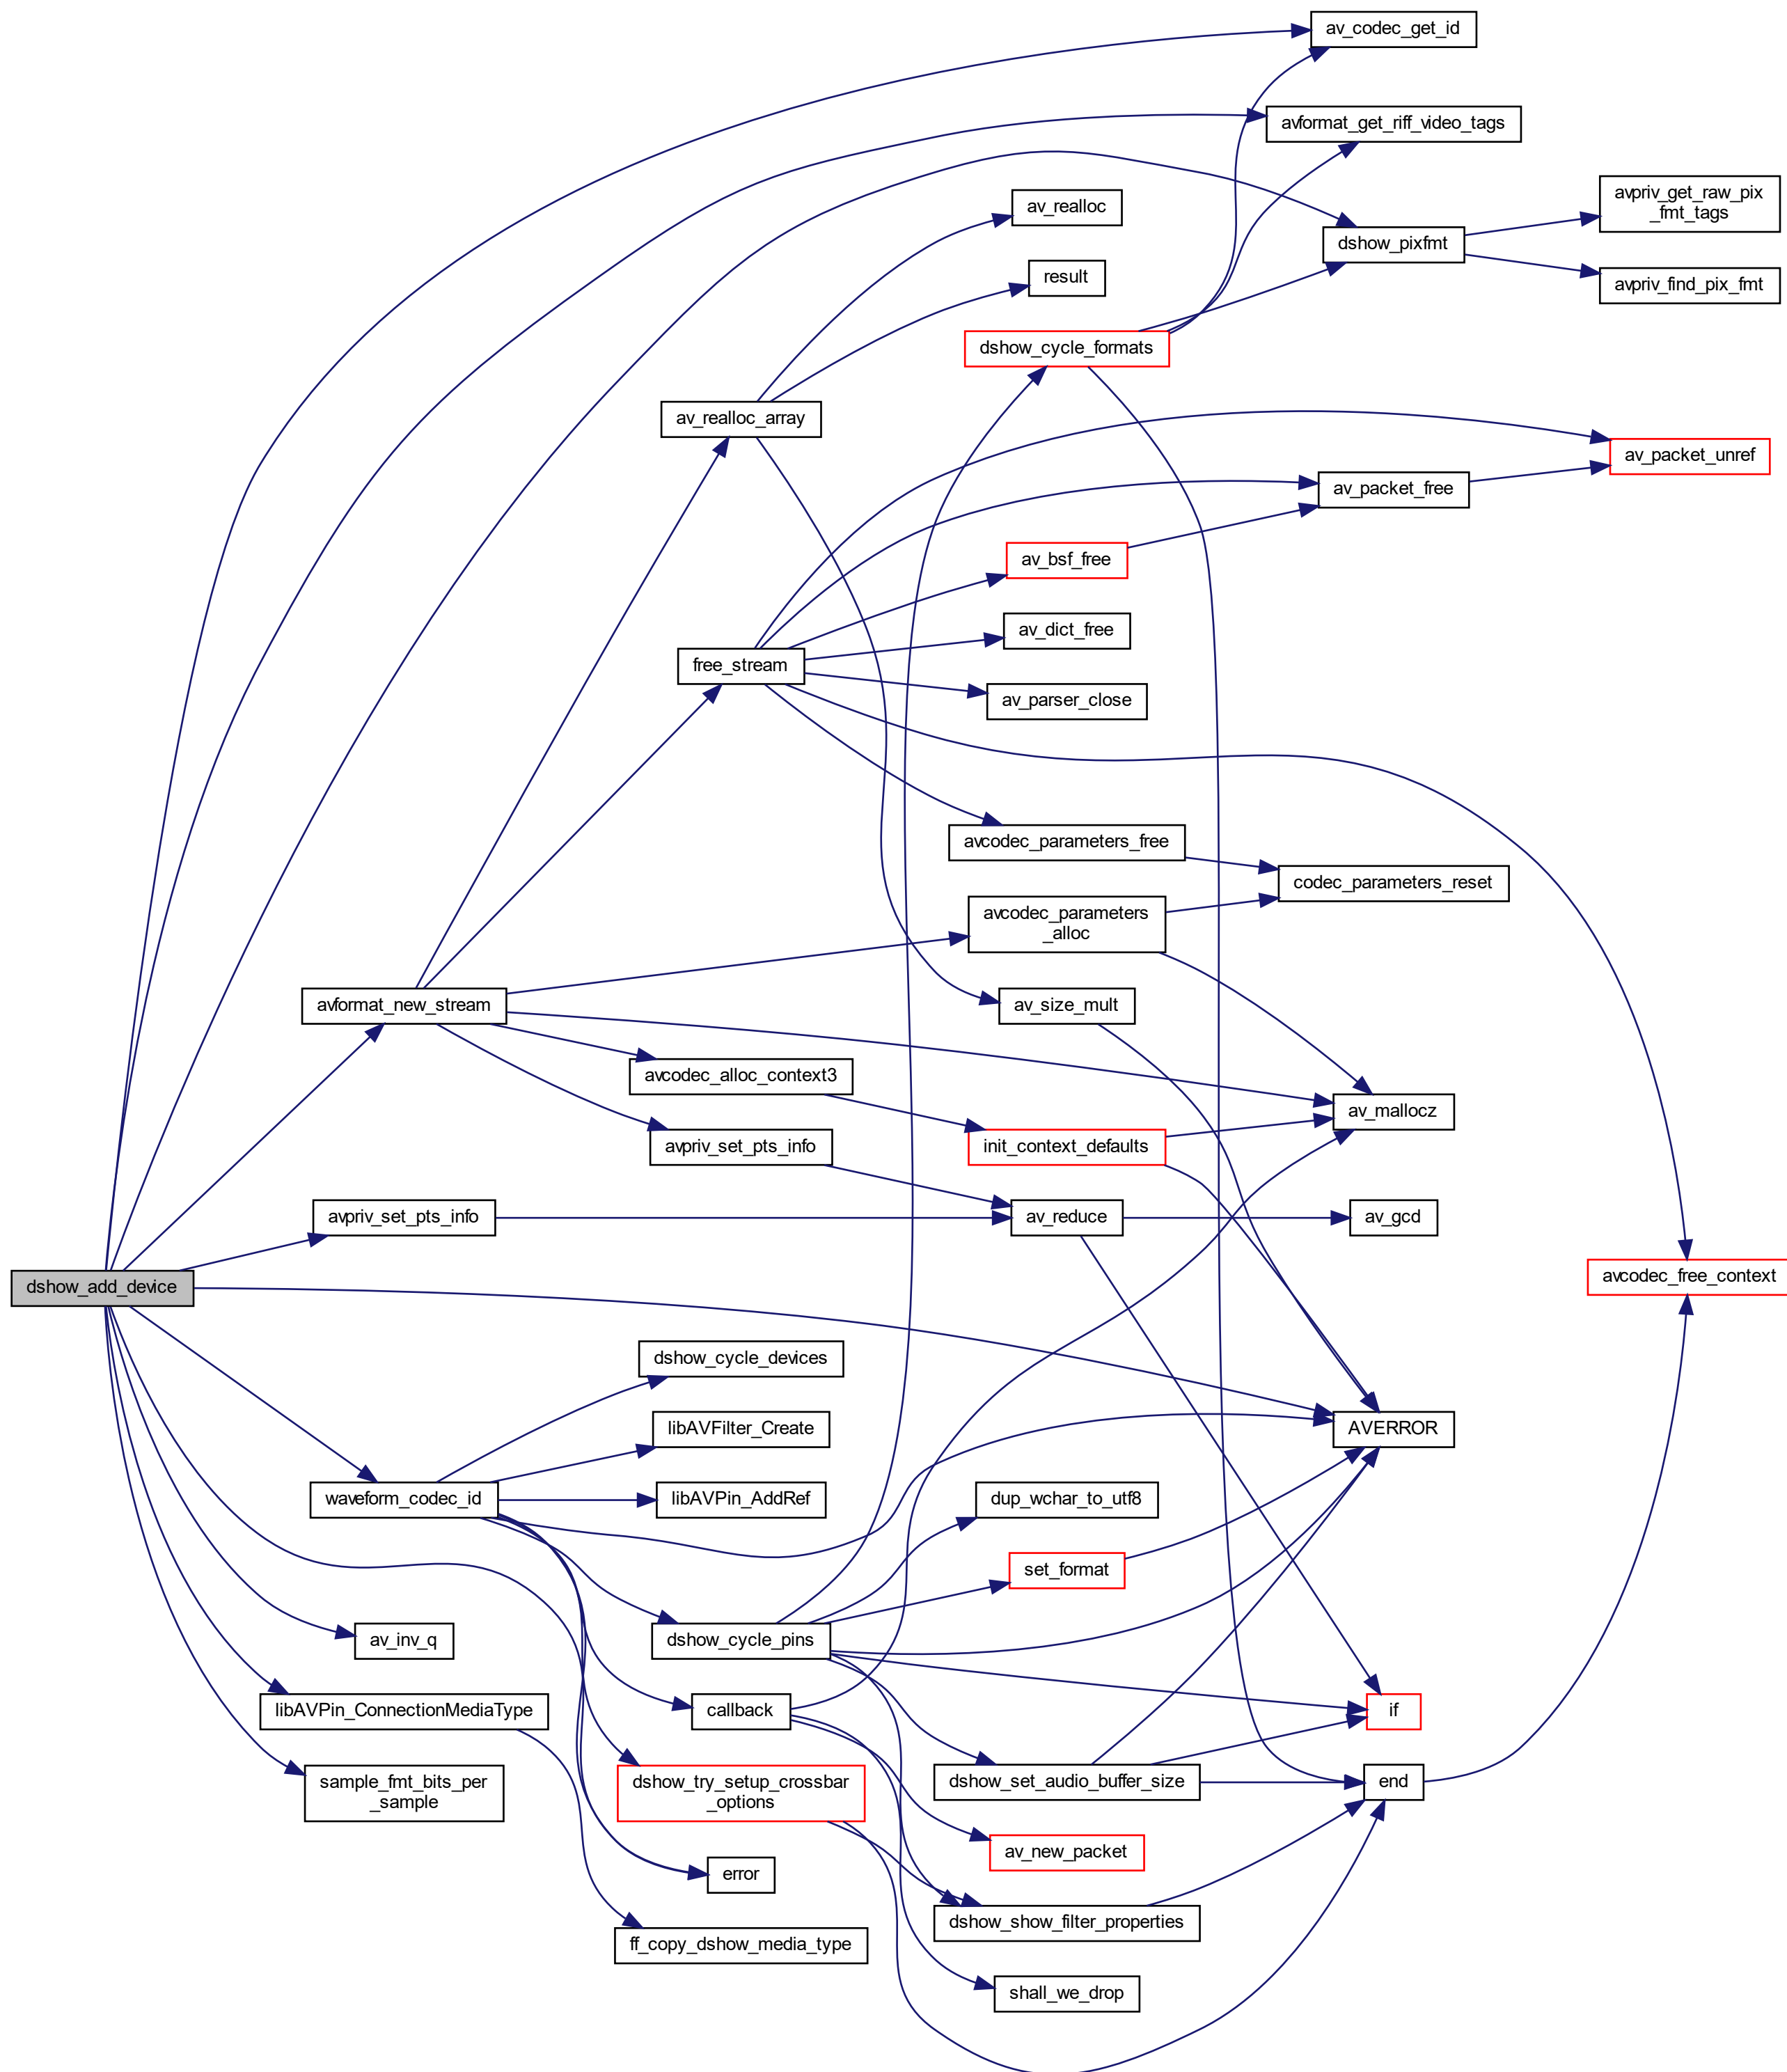 av_codec_get_id
avformat_get_riff_video_tags
avpriv_get_raw_pix
_fmt_tags
av_realloc
dshow_pixfmt
result
avpriv_find_pix_fmt
dshow_cycle_formats
av_realloc_array
av_packet_unref
av_packet_free
av_bsf_free
av_dict_free
free_stream
av_parser_close
avcodec_parameters_free
codec_parameters_reset
avcodec_parameters
_alloc
avformat_new_stream
av_size_mult
avcodec_alloc_context3
av_mallocz
avpriv_set_pts_info
init_context_defaults
avpriv_set_pts_info
av_reduce
av_gcd
dshow_add_device
avcodec_free_context
dshow_cycle_devices
libAVFilter_Create
AVERROR
waveform_codec_id
libAVPin_AddRef
dup_wchar_to_utf8
set_format
av_inv_q
dshow_cycle_pins
libAVPin_ConnectionMediaType
callback
if
sample_fmt_bits_per
_sample
dshow_try_setup_crossbar
_options
dshow_set_audio_buffer_size
end
av_new_packet
error
dshow_show_filter_properties
ff_copy_dshow_media_type
shall_we_drop